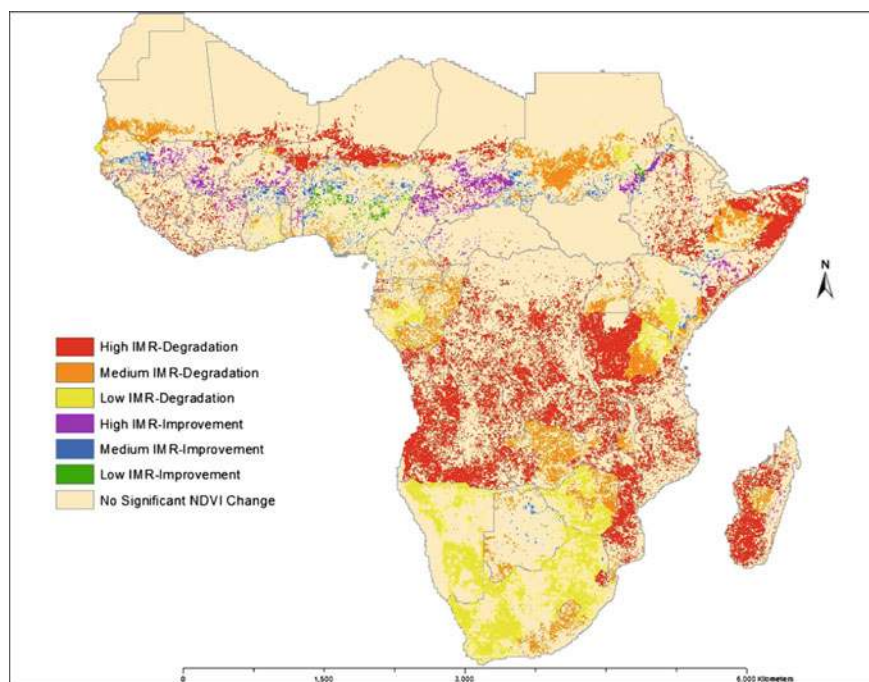 N
High IMR-Degradation
Medium IMR-Degradation
Low IMR-Degradation
High IMR-Improvement
Medium IMR-Improvement
Low IMR-Improvement
No Significant NDVI Change
0 1,500 3,000 6,000 Kilometers